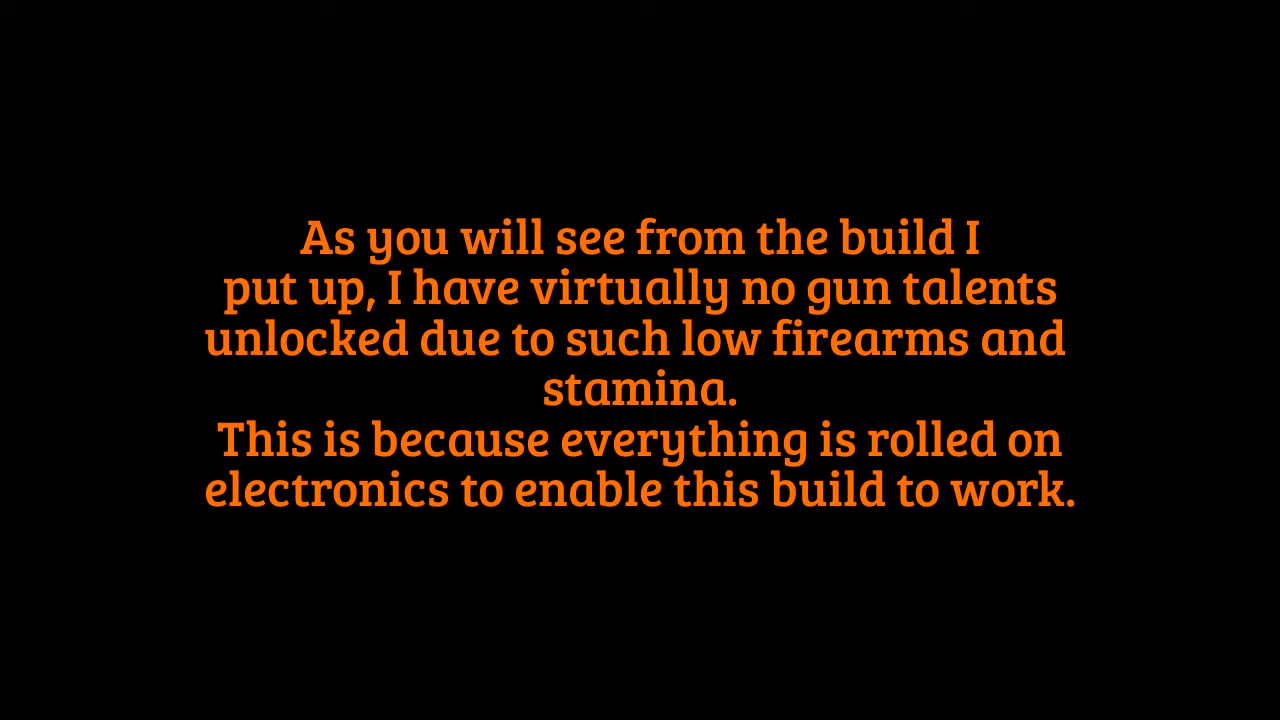 As you will see from the build I
put up, I have virtually no gun talents
unlocked due to such low firearms and
stamina.
This is because everything is rolled on
electronics to enable this build to work.